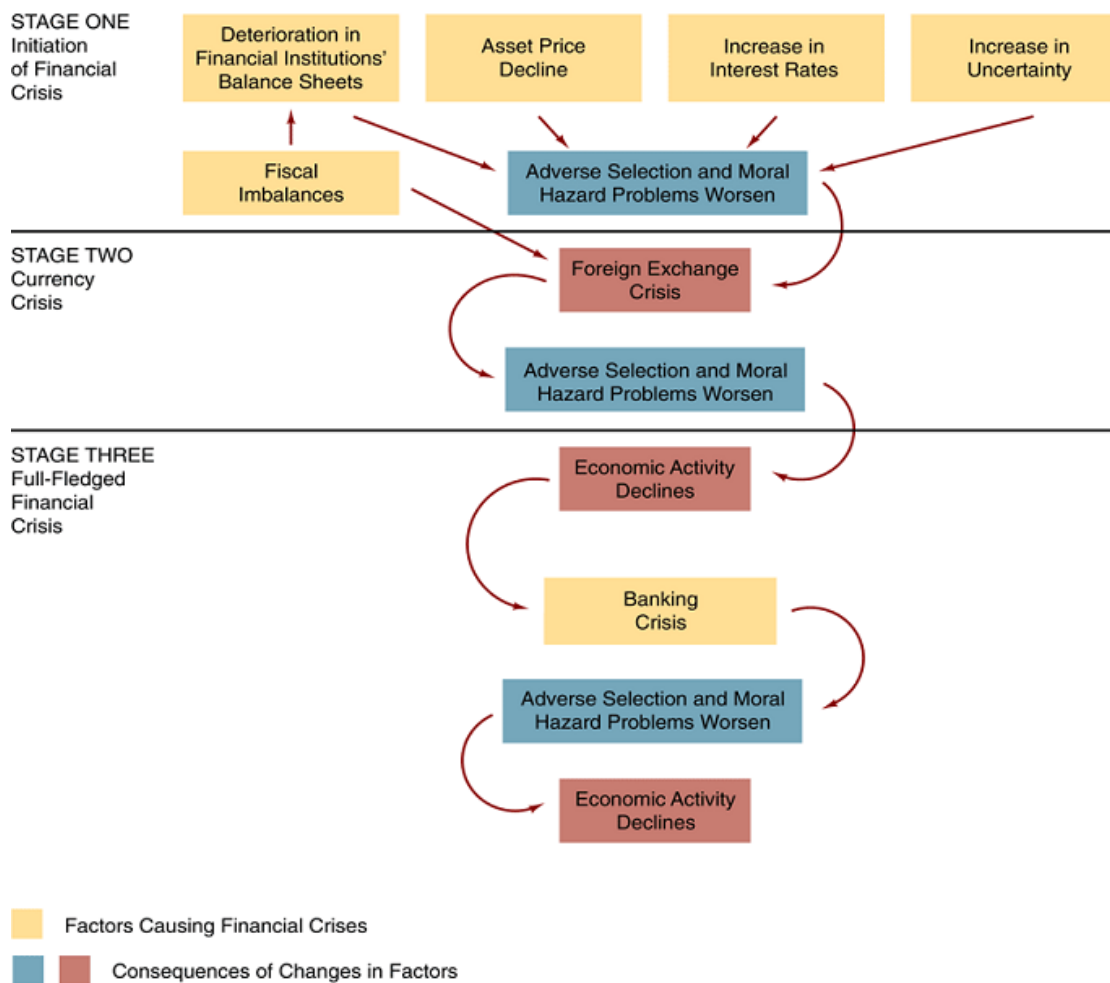 STAGE ONE
Initiation
of Financial
Crisis
Deterioration in
Financial Institutions’
Balance Sheets
Asset Price
Decline
Increase in
Interest Rates
Increase in
Uncertainty
Fiscal
Imbalances
Adverse Selection and Moral
Hazard Problems Worsen
STAGE TWO
Currency
Crisis
Foreign Exchange
Crisis
Adverse Selection and Moral
Hazard Problems Worsen
STAGE THREE
Full-Fledged
Financial
Crisis
Economic Activity
Declines
Banking
Crisis
Adverse Selection and Moral
Hazard Problems Worsen
Economic Activity
Declines
Factors Causing Financial Crises
Consequences of Changes in Factors